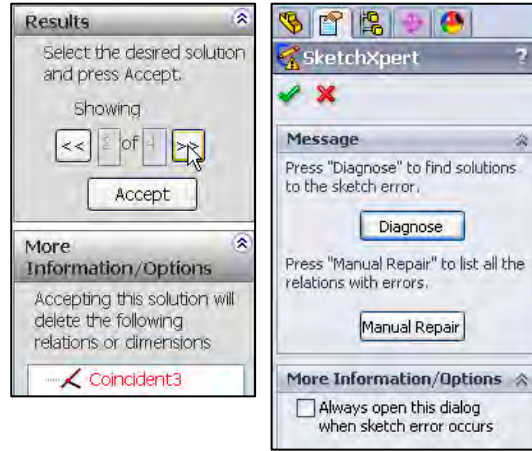 Results
Select the desired solution
and press Accept.
Showing
<< 2 of 4 >>
Accept
More
Information/Options
Accepting this solution will
delete the following
relations or dimensions
Coincident3
SketchXpert ?
Message
Press "Diagnose" to find solutions
to the sketch error.
Diagnose
Press "Manual Repair" to list all the
relations with errors.
Manual Repair
More Information/Options
Always open this dialog
when sketch error occurs